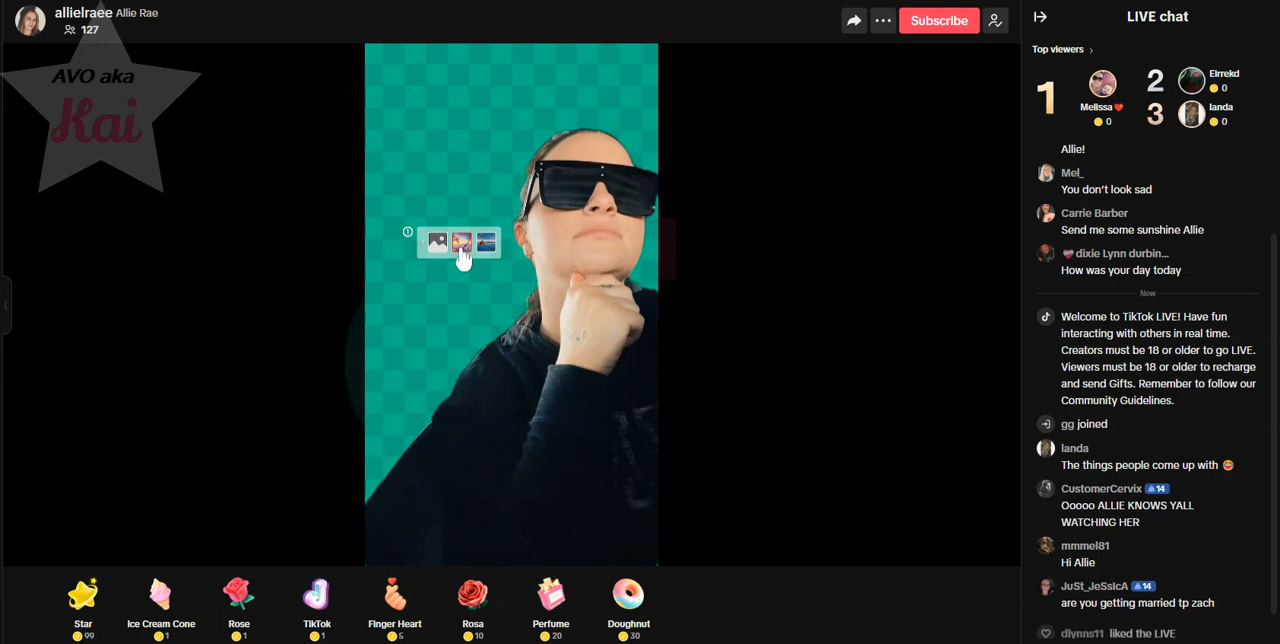 allielraee Allie Rae
127
Subscribe
AVO aka
Kai
LIVE chat
Top viewers >
1
Melissa❤️
0
2
Eirrekd
0
3
landa
0
Allie!
Mel_
You don't look sad
Carrie Barber
Send me some sunshine Allie
dixie Lynn durbin...
How was your day today
New
Welcome to TikTok LIVE! Have fun
interacting with others in real time.
Creators must be 18 or older to go LIVE.
Viewers must be 18 or older to recharge
and send Gifts. Remember to follow our
Community Guidelines.
gg joined
landa
The things people come up with 😂
CustomerCervix 14
Ooooo ALLIE KNOWS YALL
WATCHING HER
mmmel81
Hi Allie
JuSt_JeSsIcA 14
are you getting married tp zach
dlynns11 liked the LIVE
Star
99
Ice Cream Cone
1
Rose
1
TikTok
1
Finger Heart
5
Rosa
10
Perfume
20
Doughnut
30